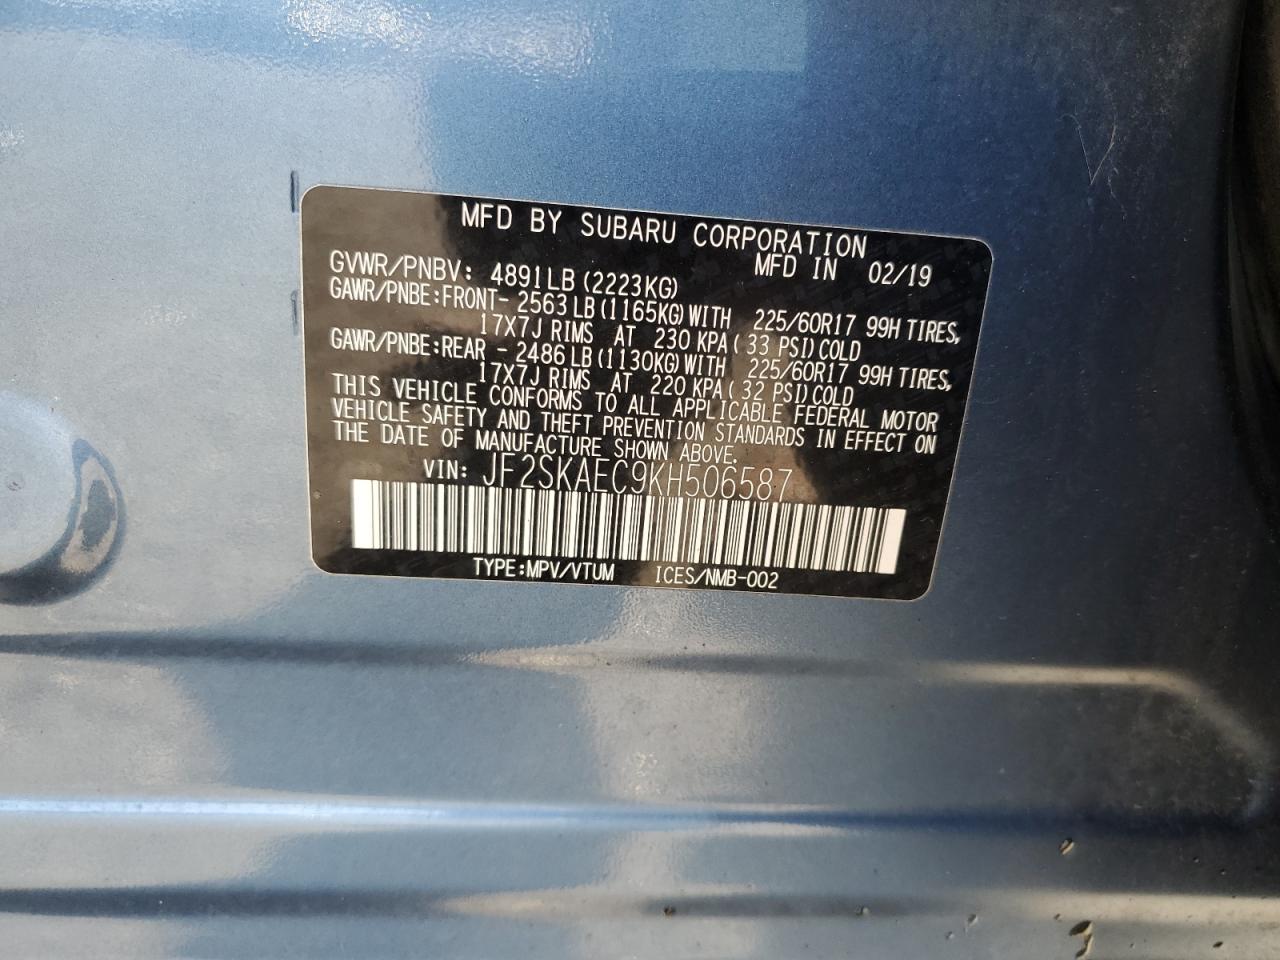 MFD BY SUBARU CORPORATION
MFD IN 02/19
GVWR/PNBV: 4891LB (2223KG)
GAWR/PNBE:FRONT- 2563LB (1165KG) WITH 225/60R17 99H TIRES,
17X7J RIMS AT 230 KPA( 33 PSI) COLD
GAWR/PNBE:REAR - 2486LB (1130KG) WITH 225/60R17 99H TIRES,
17X7J RIMS AT 220 KPA( 32 PSI) COLD
THIS VEHICLE CONFORMS TO ALL APPLICABLE FEDERAL MOTOR
VEHICLE SAFETY AND THEFT PREVENTION STANDARDS IN EFFECT ON
THE DATE OF MANUFACTURE SHOWN ABOVE.
VIN: JF2SKAEC9KH506587
TYPE:MPV/VTUM ICES/NMB-002